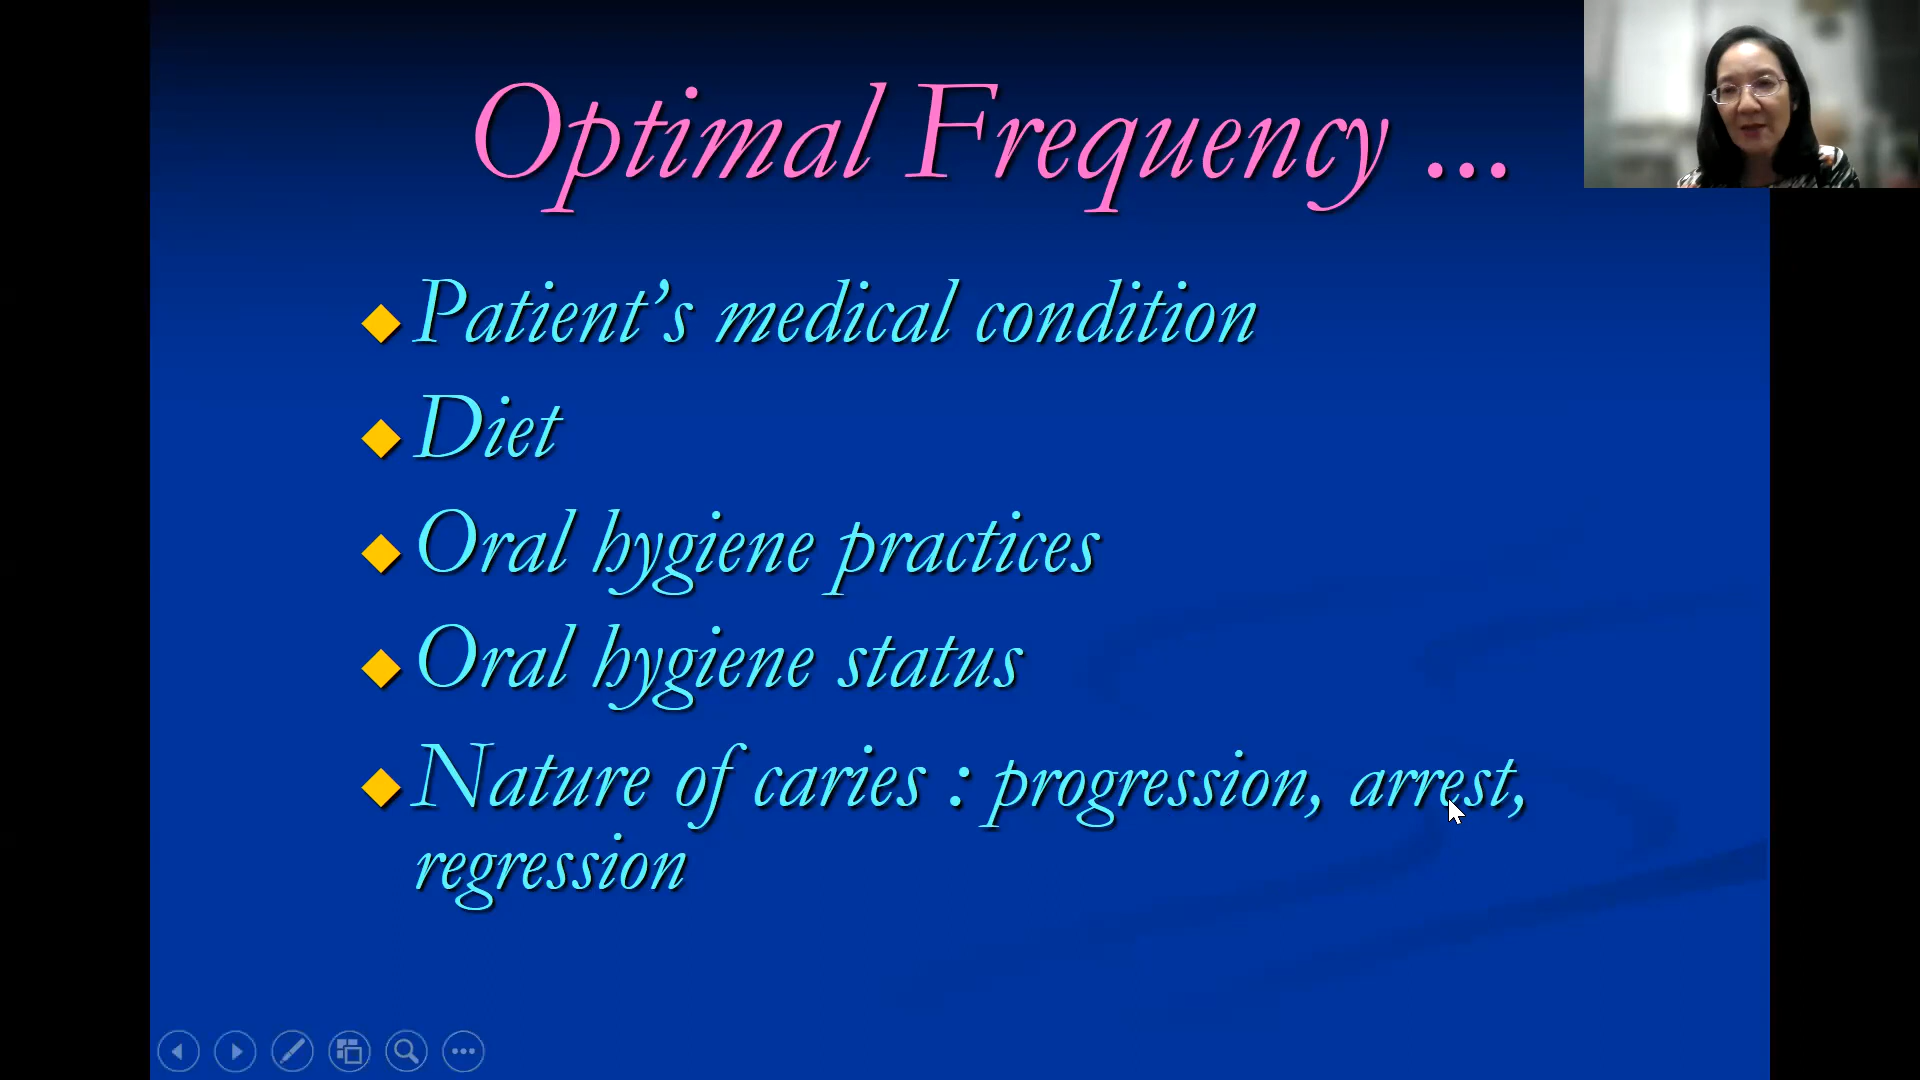 Optimal Frequency ...
Patient’s medical condition
Diet
Oral hygiene practices
Oral hygiene status
Nature of caries : progression, arrest,
regression